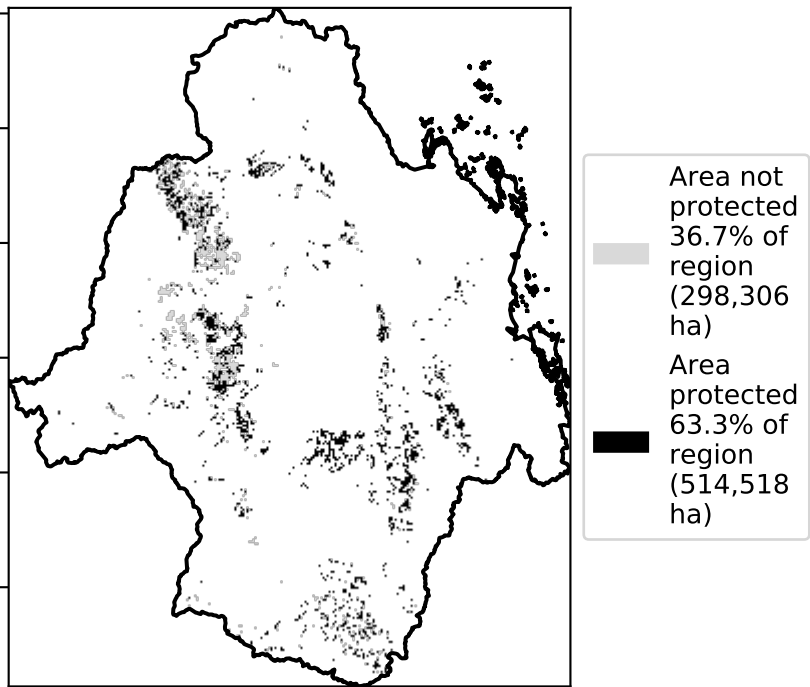 Area not
protected
36.7% of
region
(298,306
ha)
Area
protected
63.3% of
region
(514,518
ha)